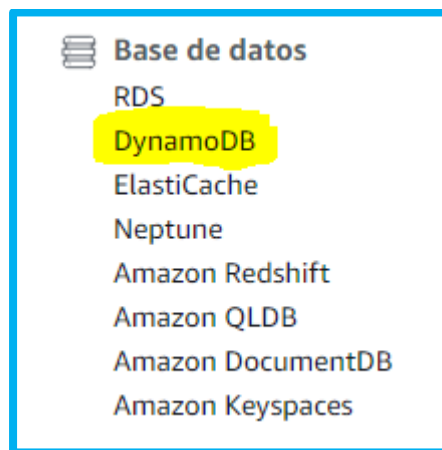 Base de datos
RDS
DynamoDB
ElastiCache
Neptune
Amazon Redshift
Amazon QLDB
Amazon DocumentDB
Amazon Keyspaces